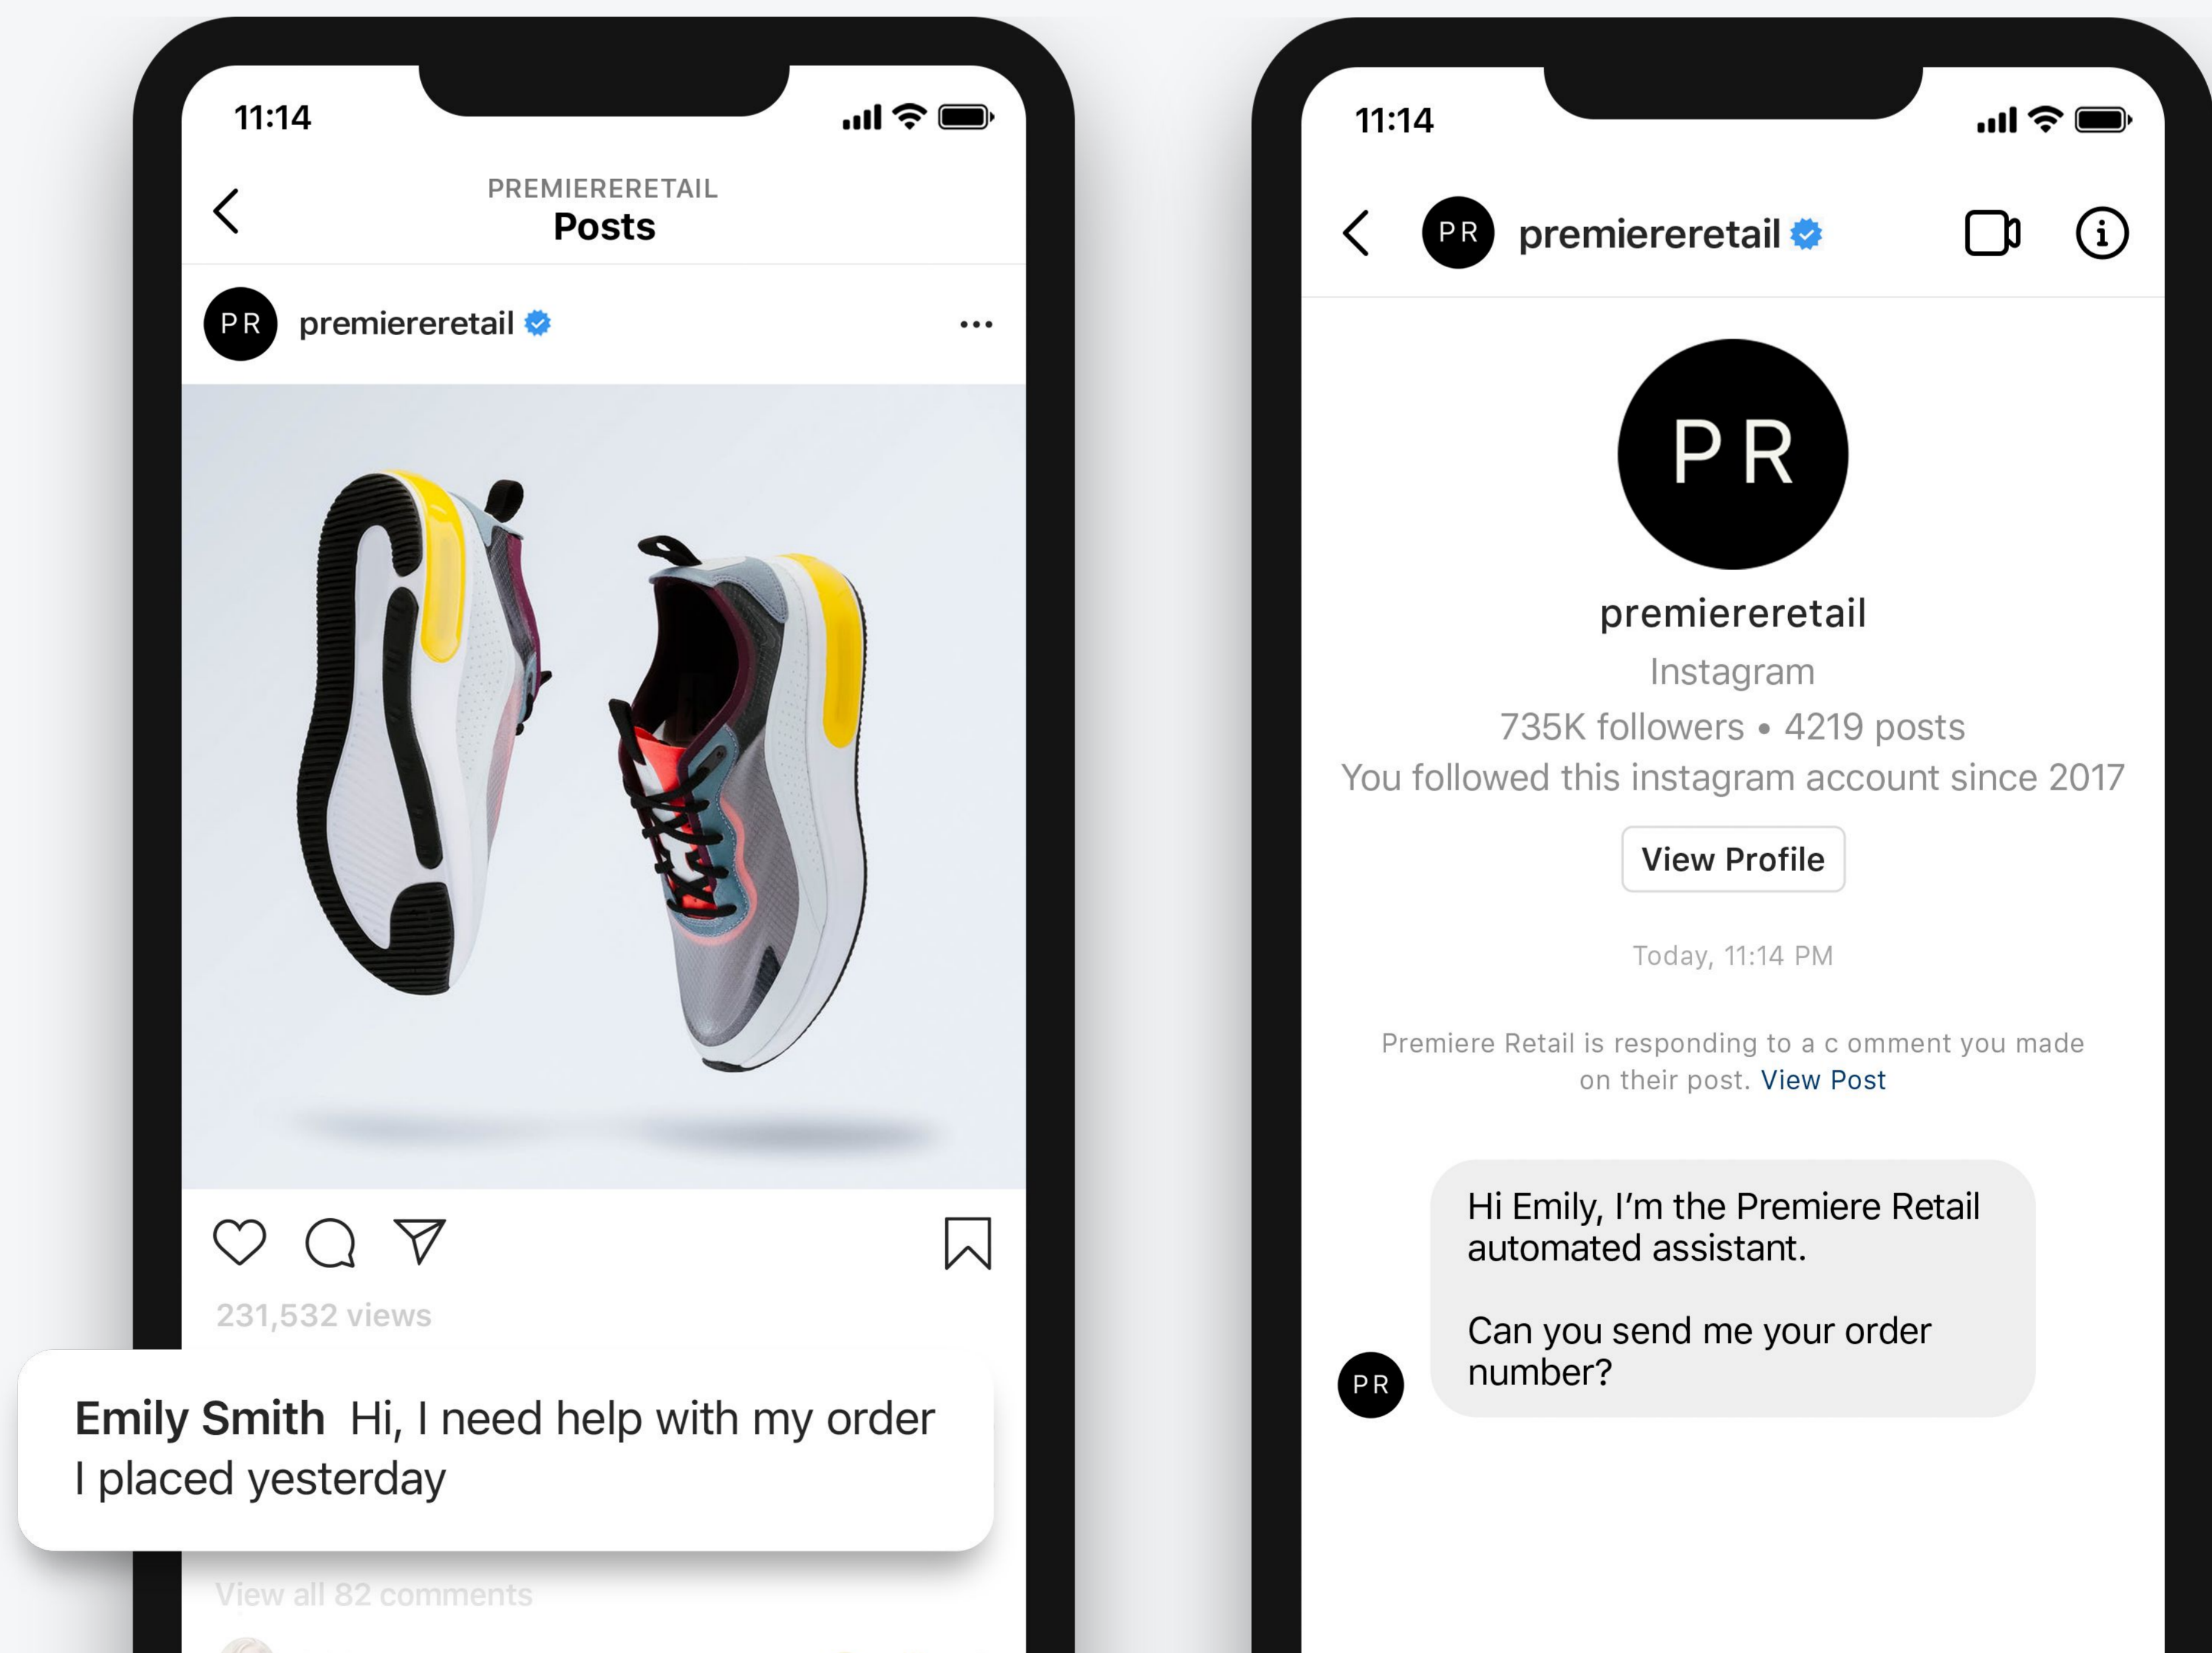 11:14
PREMIERERETAIL
Posts
PR premiereretail
231,532 views
Emily Smith Hi, I need help with my order
I placed yesterday
View all 82 comments
11:14
PR premiereretail
PR
premiereretail
Instagram
735K followers • 4219 posts
You followed this instagram account since 2017
View Profile
Today, 11:14 PM
Premiere Retail is responding to a c omment you made
on their post. View Post
Hi Emily, I’m the Premiere Retail
automated assistant.
Can you send me your order
number?
PR